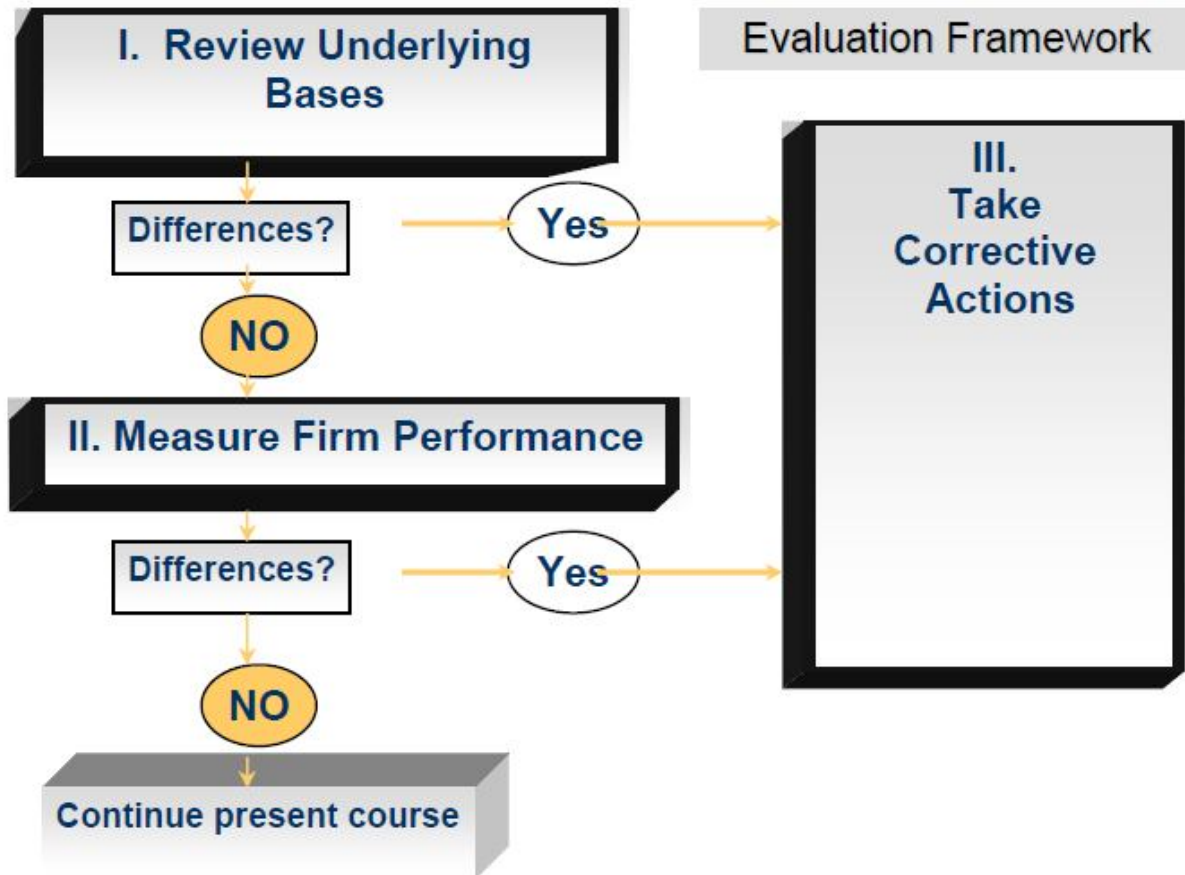 I. Review Underlying
Bases
Evaluation Framework
Differences?
Yes
III.
Take
Corrective
Actions
NO
II. Measure Firm Performance
Differences?
Yes
NO
Continue present course